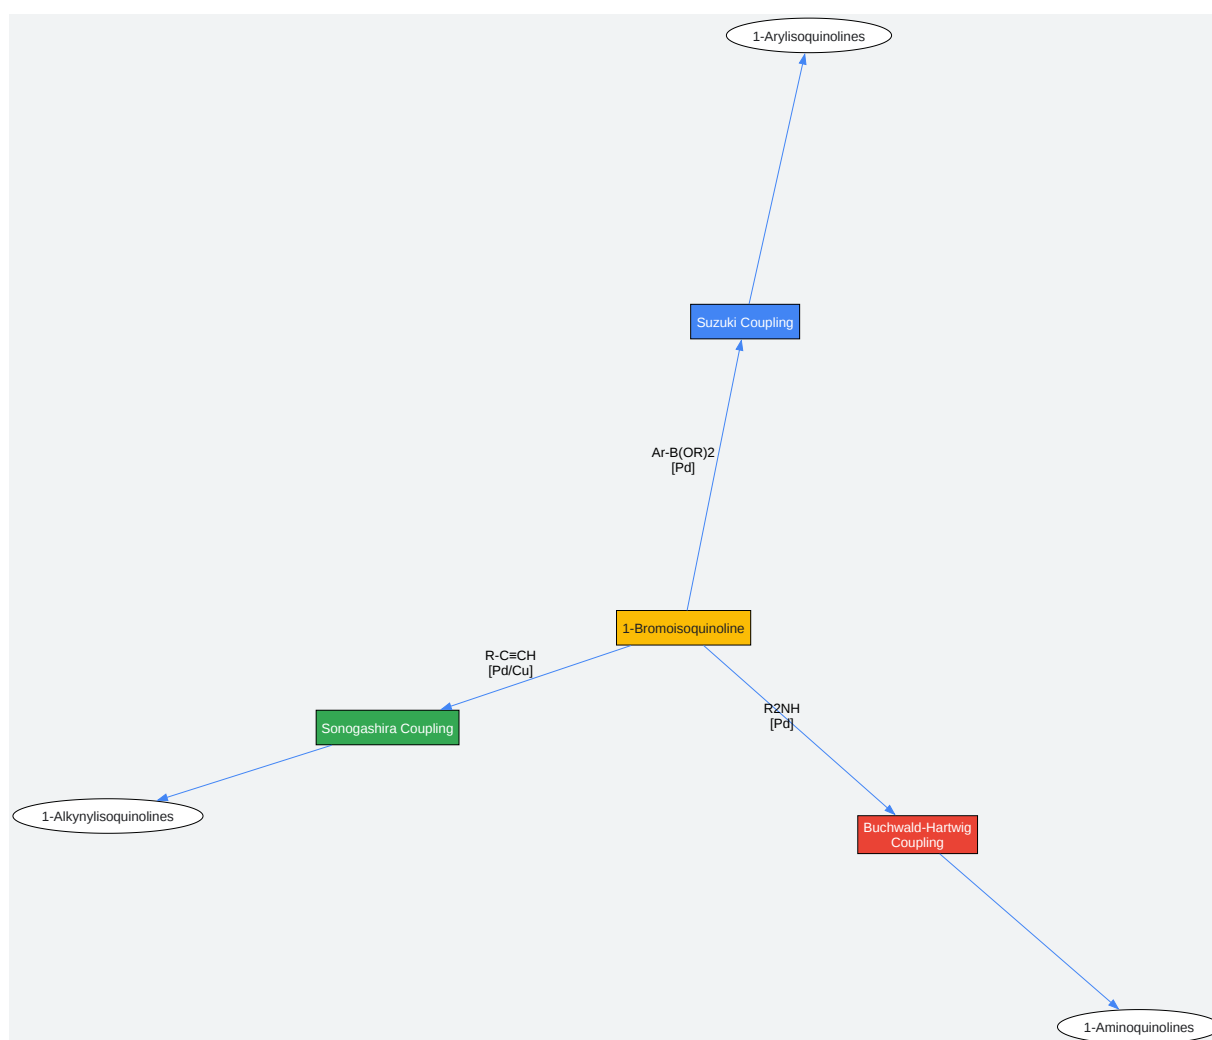 1-Arylisoquinolines
Suzuki Coupling
Ar-B(OR)2
[Pd]
1-Bromoisoquinoline
R-C≡CH
[Pd/Cu]
R2NH
[Pd]
Sonogashira Coupling
1-Alkynylisoquinolines
Buchwald-Hartwig
Coupling
1-Aminoquinolines